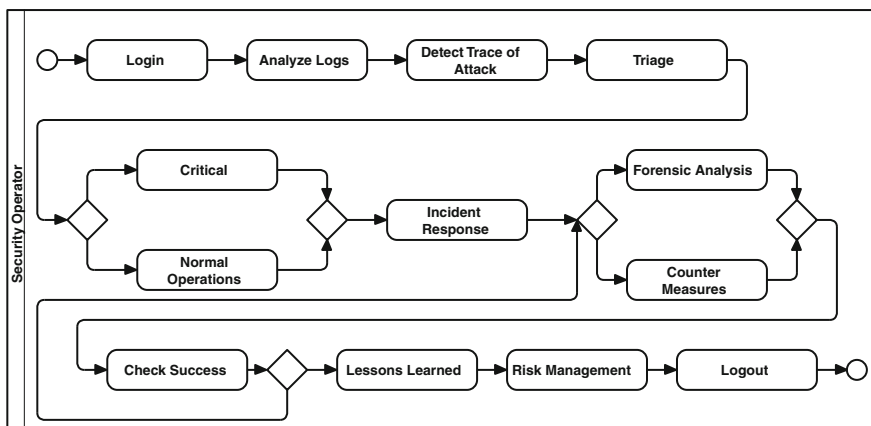 Security Operator
Login
Analyze Logs
Detect Trace of
Attack
Triage
Critical
Normal
Operations
Incident
Response
Forensic Analysis
Counter
Measures
Check Success
Lessons Learned
Risk Management
Logout